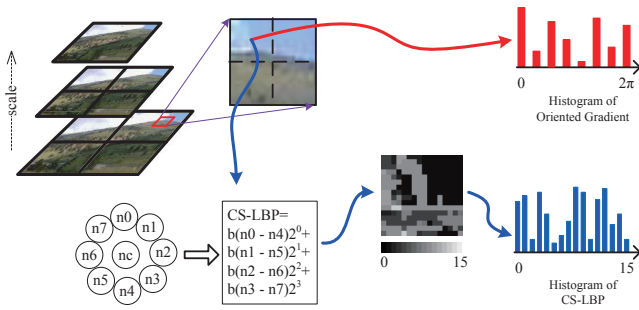 scale
0
2π
Histogram of
Oriented Gradient
n0
n7
n1
n6
nc
n2
n5
n3
n4
CS-LBP=
b(n0 - n4)2⁰+
b(n1 - n5)2¹+
b(n2 - n6)2²+
b(n3 - n7)2³
0
15
0
15
Histogram of
CS-LBP